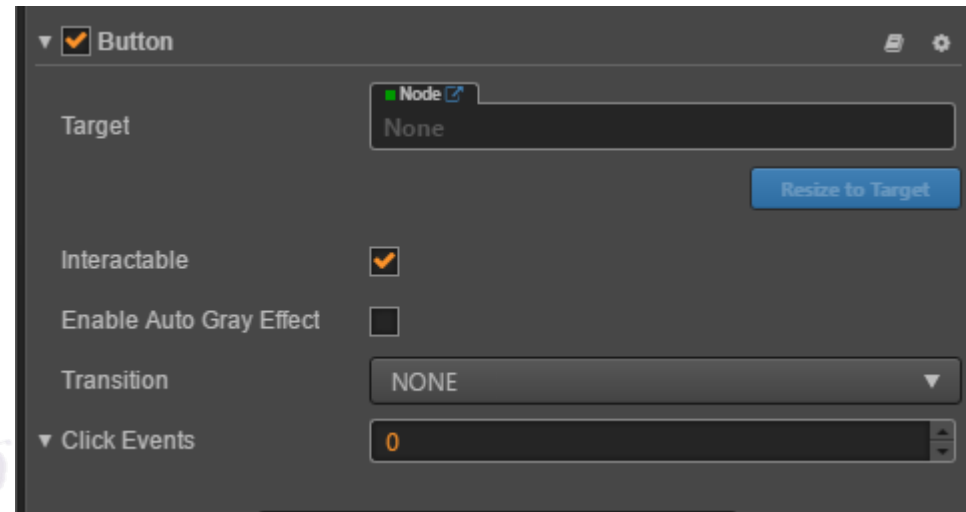 Button
Node
Target
None
Resize to Target
Interactable
Enable Auto Gray Effect
Transition
NONE
Click Events
0